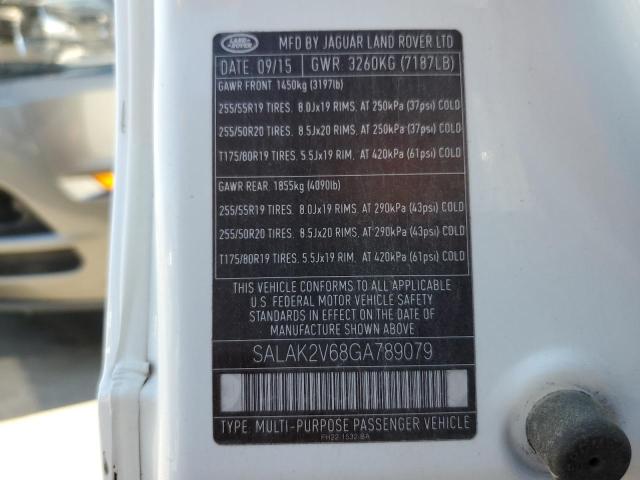 LAND ROVER
MFD BY JAGUAR LAND ROVER LTD
DATE 09/15 GWR 3260KG (7187LB)
GAWR FRONT 1450kg (3197lb)
255/55R19 TIRES. 8.0Jx19 RIMS. AT 250kPa (37psi) COLD
255/50R20 TIRES. 8.5Jx20 RIMS. AT 250kPa (37psi) COLD
T175/80R19 TIRES. 5.5Jx19 RIM. AT 420kPa (61psi) COLD
GAWR REAR. 1855kg (4090lb)
255/55R19 TIRES. 8.0Jx19 RIMS. AT 290kPa (43psi) COLD
255/50R20 TIRES. 8.5Jx20 RIMS. AT 290kPa (43psi) COLD
T175/80R19 TIRES. 5.5Jx19 RIM. AT 420kPa (61psi) COLD
THIS VEHICLE CONFORMS TO ALL APPLICABLE
U.S. FEDERAL MOTOR VEHICLE SAFETY
STANDARDS IN EFFECT ON THE DATE OF
MANUFACTURE SHOWN ABOVE
SALAK2V68GA789079
TYPE: MULTI-PURPOSE PASSENGER VEHICLE
FH22-1532-BA